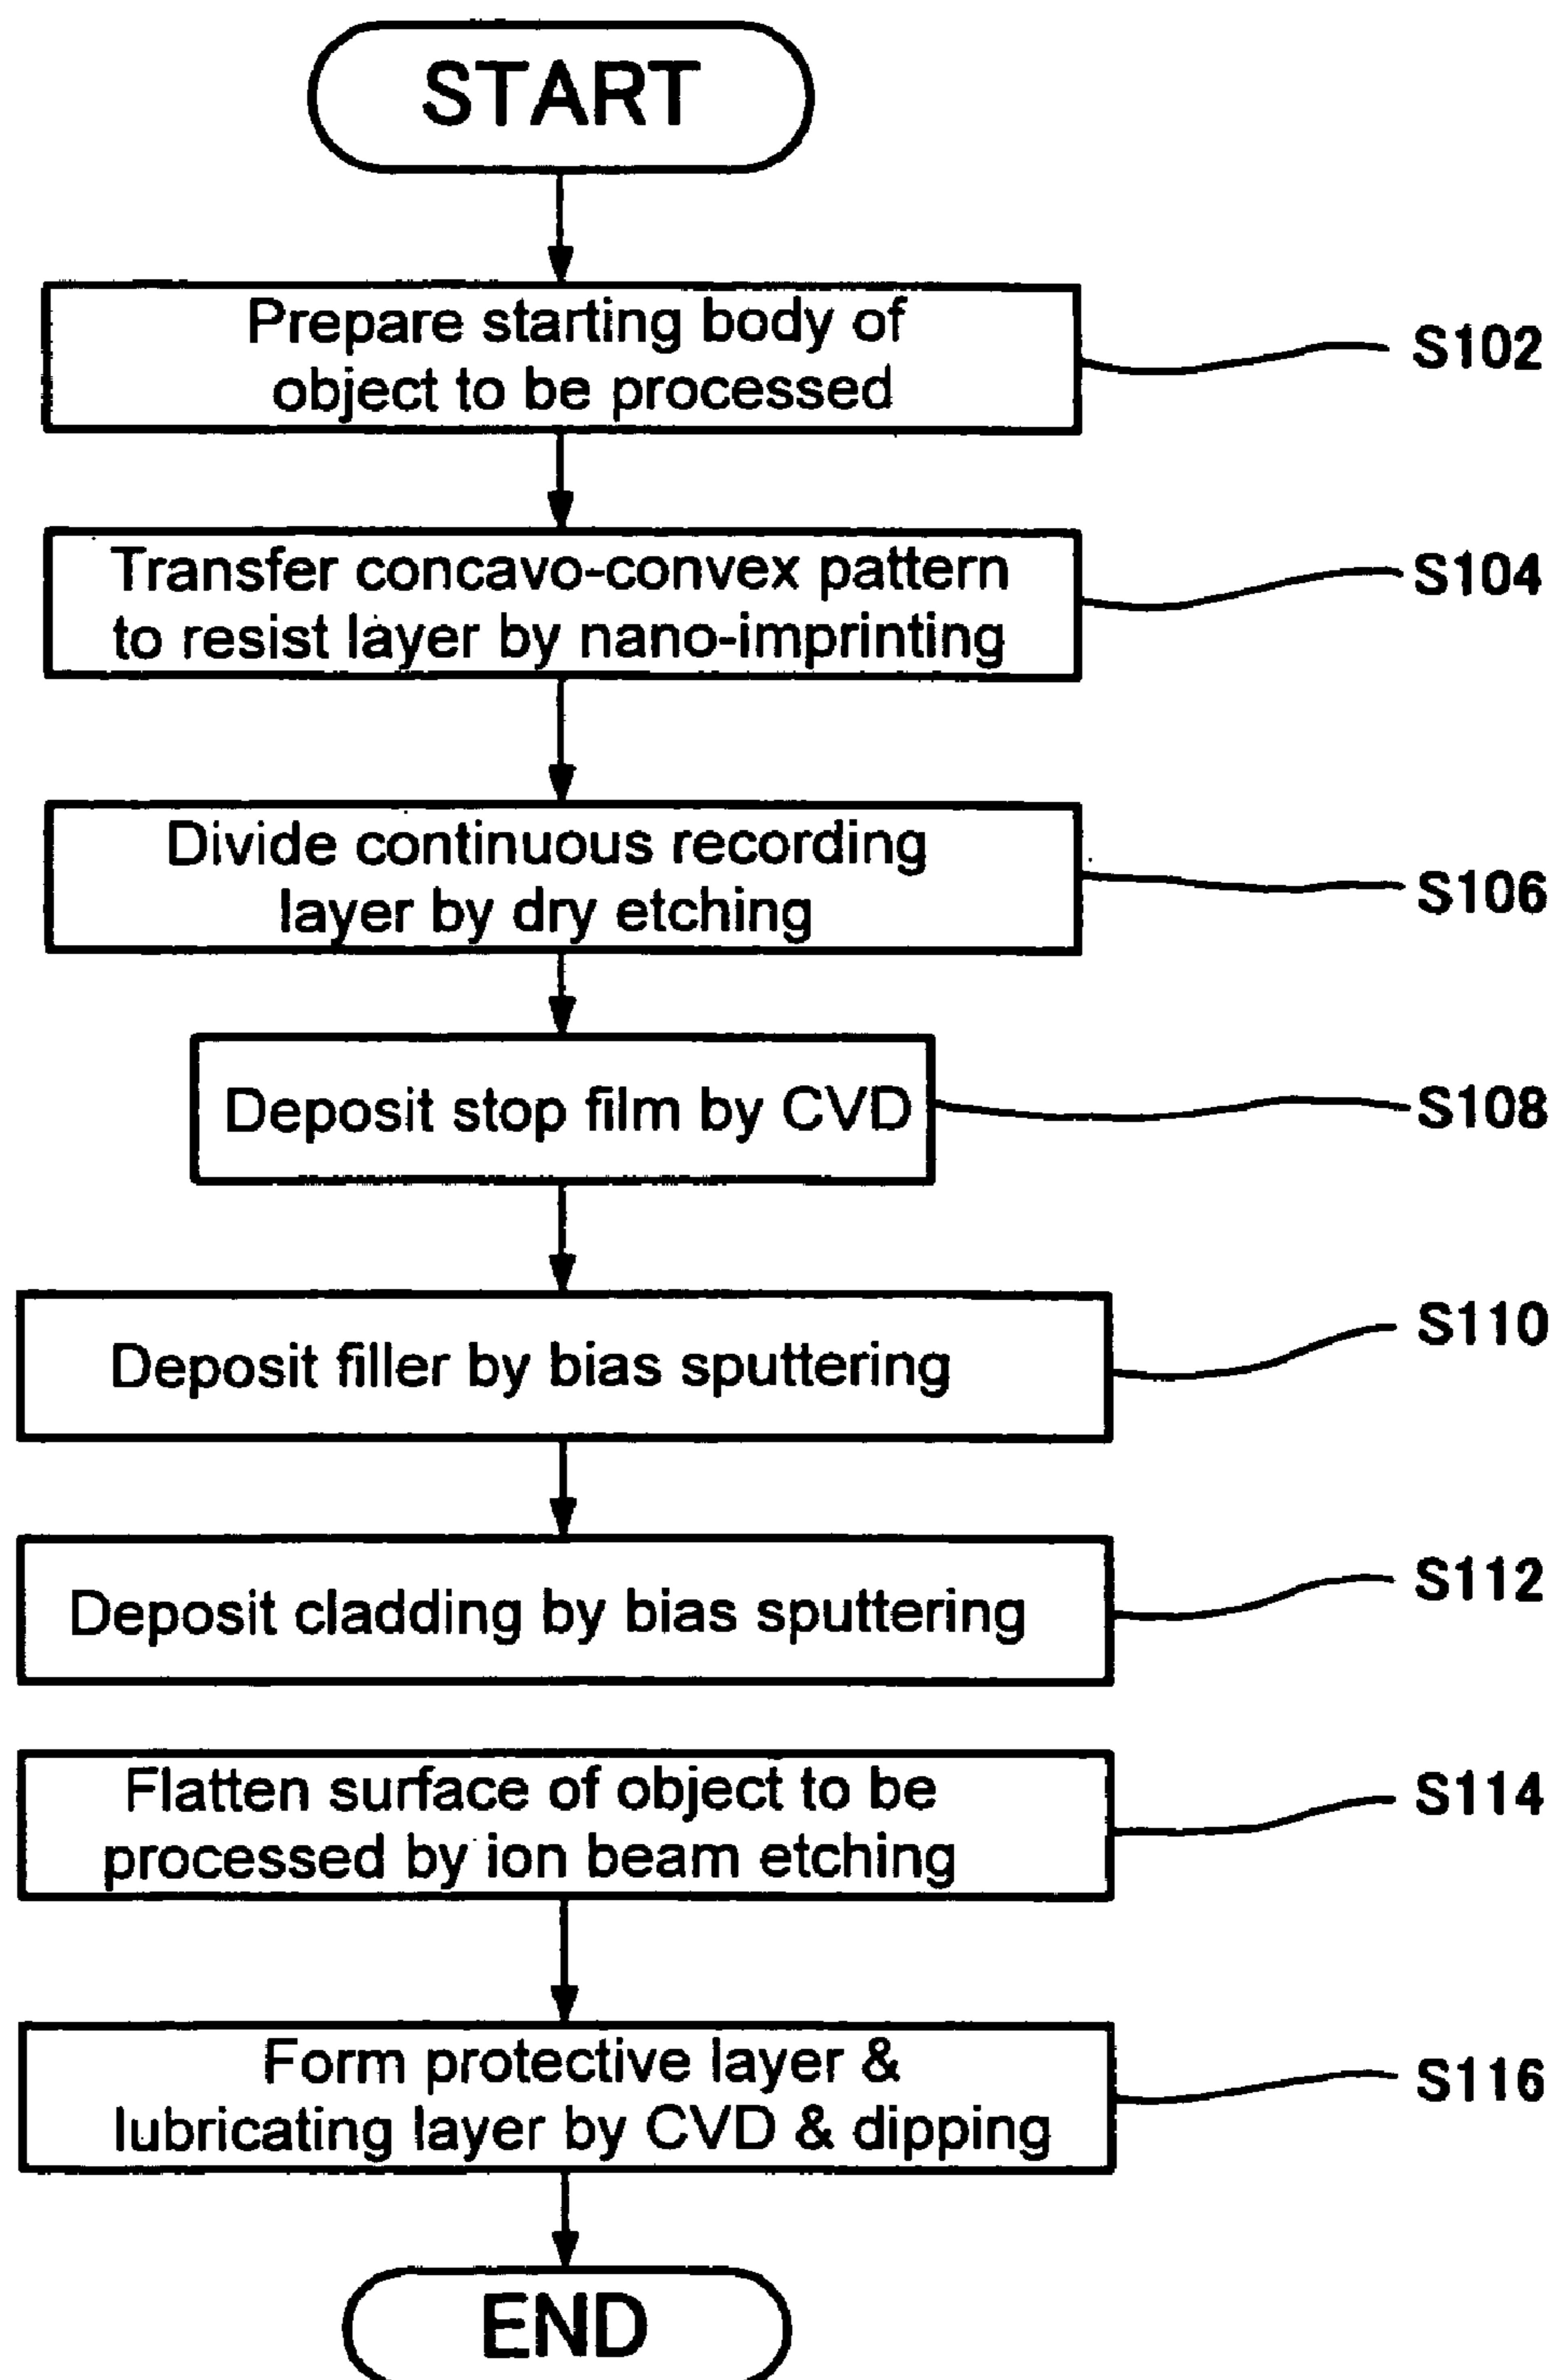 START
Prepare starting body of
object to be processed
S102
Transfer concavo-convex pattern
to resist layer by nano-imprinting
S104
Divide continuous recording
layer by dry etching
S106
Deposit stop film by CVD
S108
Deposit filler by bias sputtering
S110
Deposit cladding by bias sputtering
S112
Flatten surface of object to be
processed by ion beam etching
S114
Form protective layer &
lubricating layer by CVD & dipping
S116
END